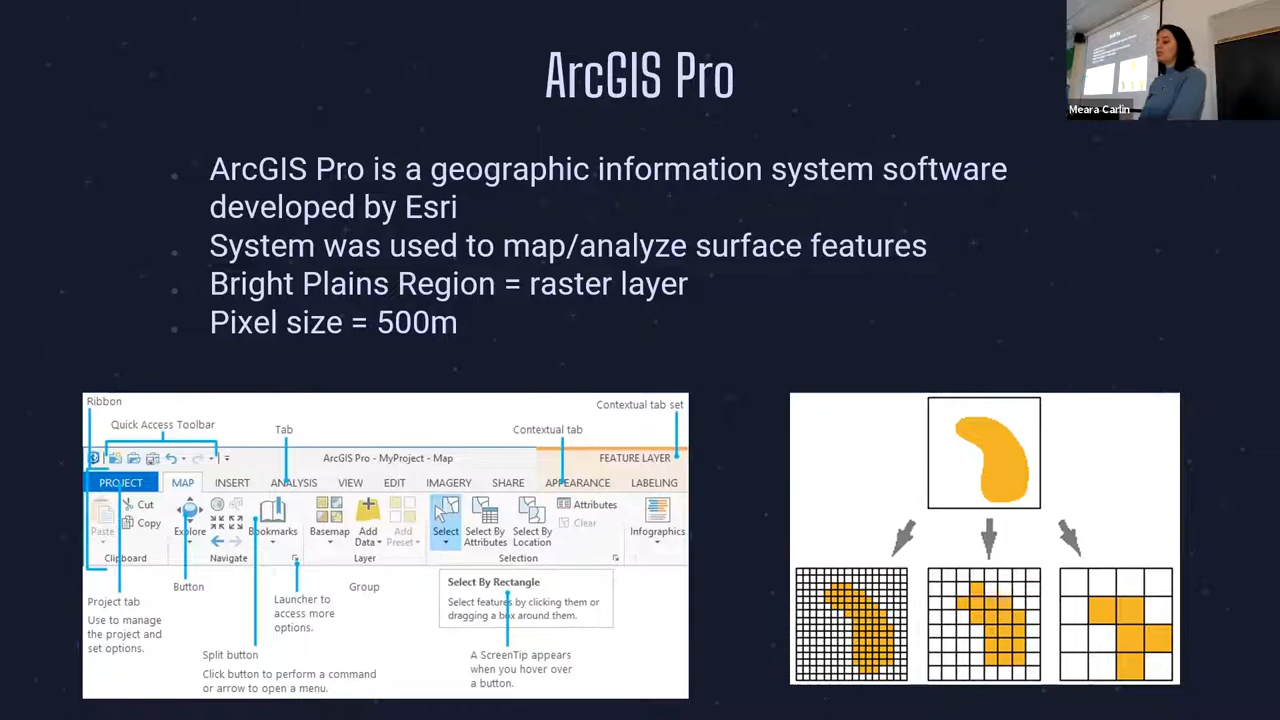 ArcGIS Pro
Meara Carlin
ArcGIS Pro is a geographic information system software
developed by Esri
System was used to map/analyze surface features
Bright Plains Region = raster layer
Pixel size = 500m
Ribbon
Quick Access Toolbar
Tab
Contextual tab
Contextual tab set
ArcGIS Pro - MyProject - Map
FEATURE LAYER
PROJECT MAP INSERT ANALYSIS VIEW EDIT IMAGERY SHARE APPEARANCE LABELING
Paste
Cut
Copy
Clipboard
Explore
Bookmarks
Navigate
Basemap
Add
Data
Add
Preset
Layer
Select
Select By
Attributes
Select By
Location
Attributes
Clear
Selection
Infographics
Select By Rectangle
Select features by clicking them or
dragging a box around them.
Project tab
Use to manage
the project and
set options.
Button
Split button
Click button to perform a command
or arrow to open a menu.
Launcher to
access more
options.
Group
A ScreenTip appears
when you hover over
a button.